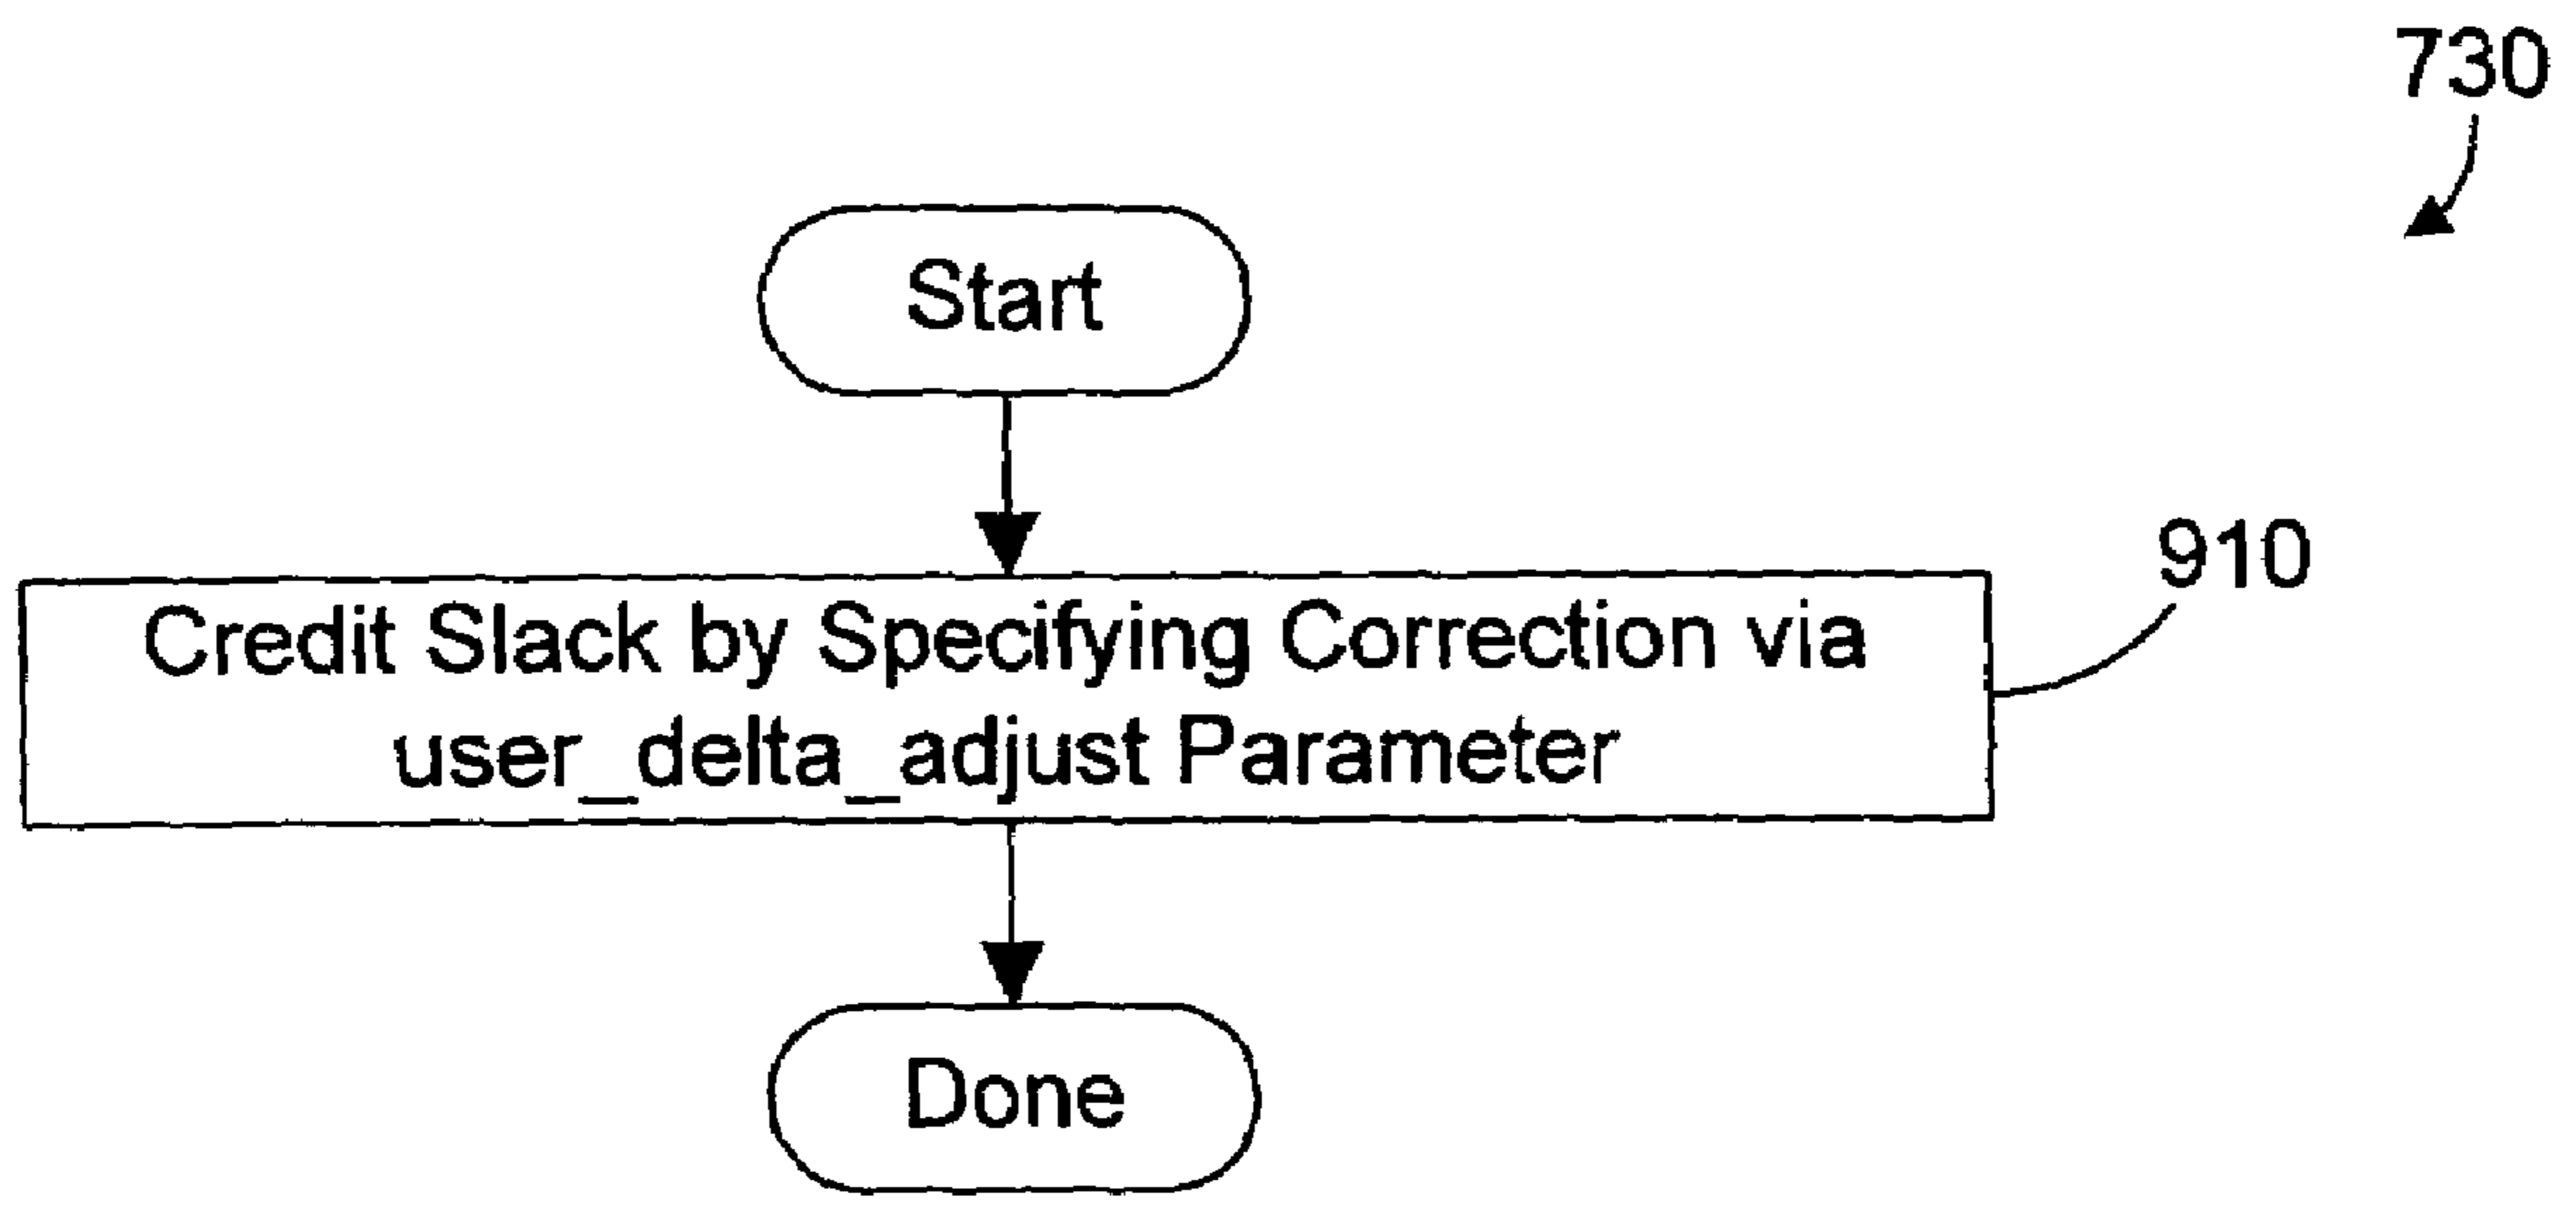 730
Start
910
Credit Slack by Specifying Correction via
user_delta_adjust Parameter
Done